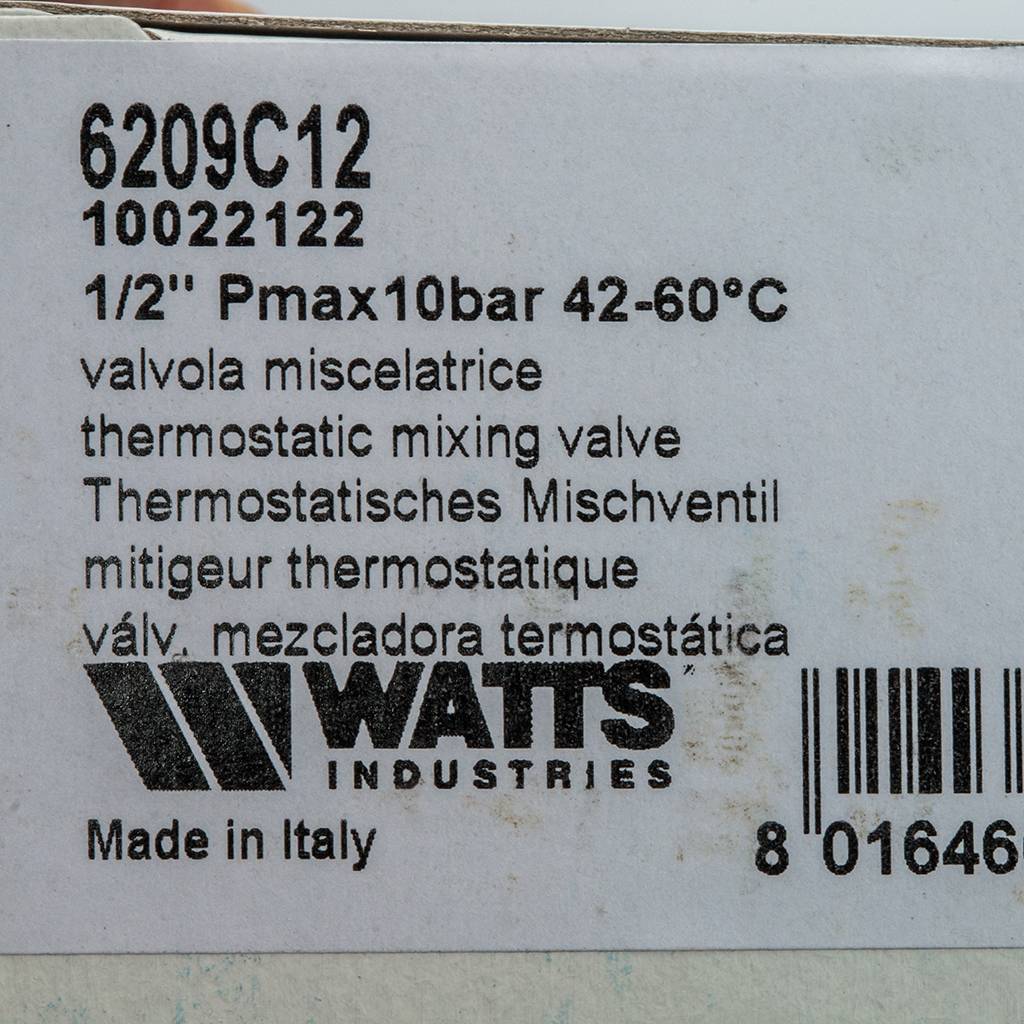 6209C12
10022122
1/2" Pmax10bar 42-60°C
valvola miscelatrice
thermostatic mixing valve
Thermostatisches Mischventil
mitigeur thermostatique
válv. mezcladora termostática
WATTS
INDUSTRIES
Made in Italy
8 016460